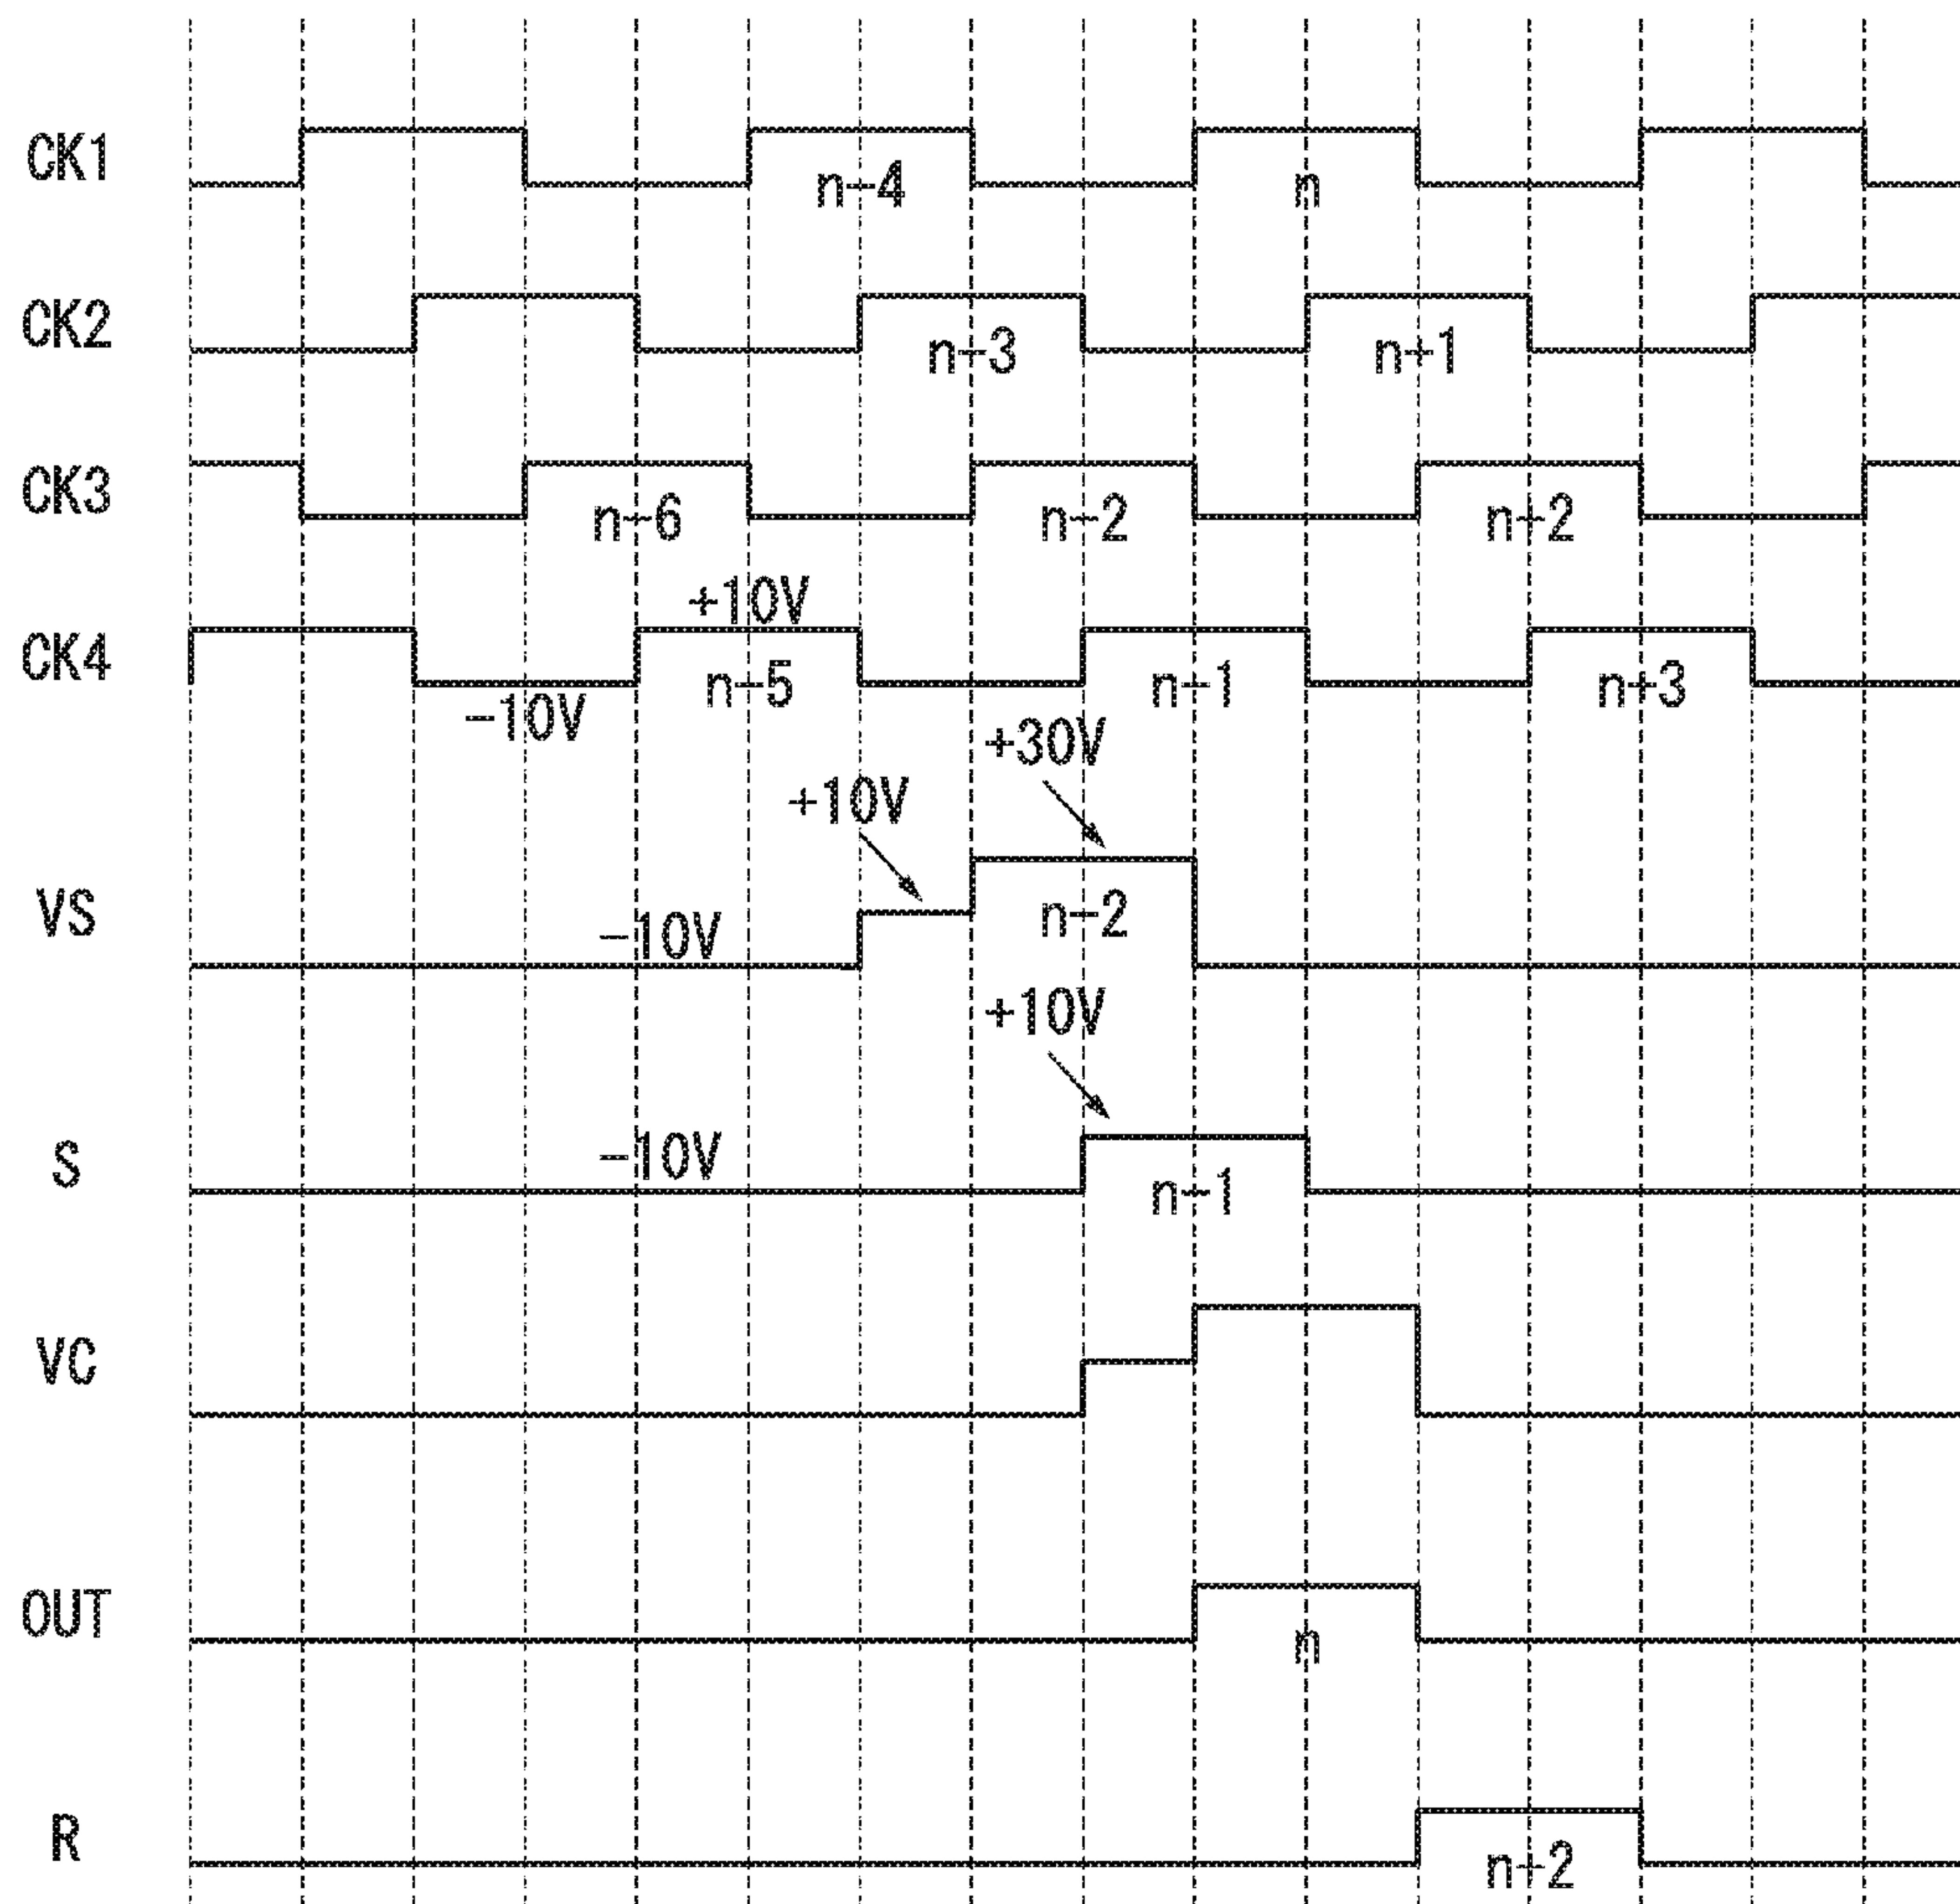 CK1
n-4
n
CK2
n-3
n+1
CK3
n-6
n-2
n+2
+10V
CK4
n-5
n-1
n+3
-10V
+30V
+10V
VS
-10V
n-2
+10V
S
-10V
n-1
VC
OUT
n
R
n+2